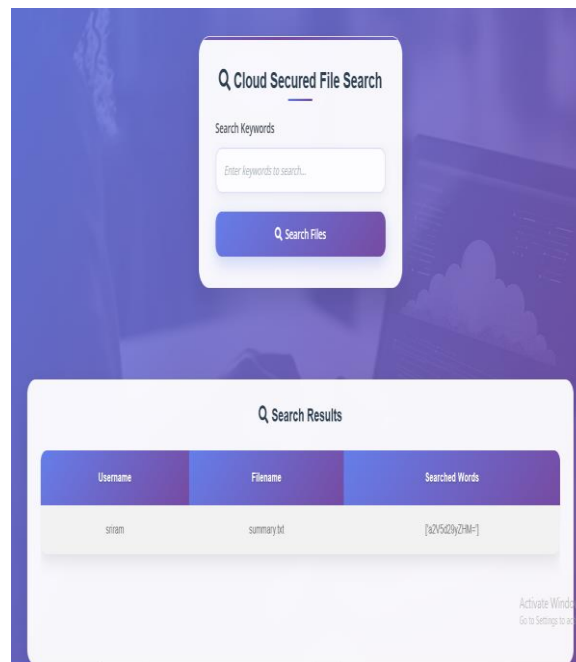 Cloud Secured File Search
Search Keywords
Enter keywords to search...
Search Files
Search Results
Username Filename Searched Words
sriram summary.txt ['a2V5d29yZHM=']
Activate Windo
Go to Settings to ac